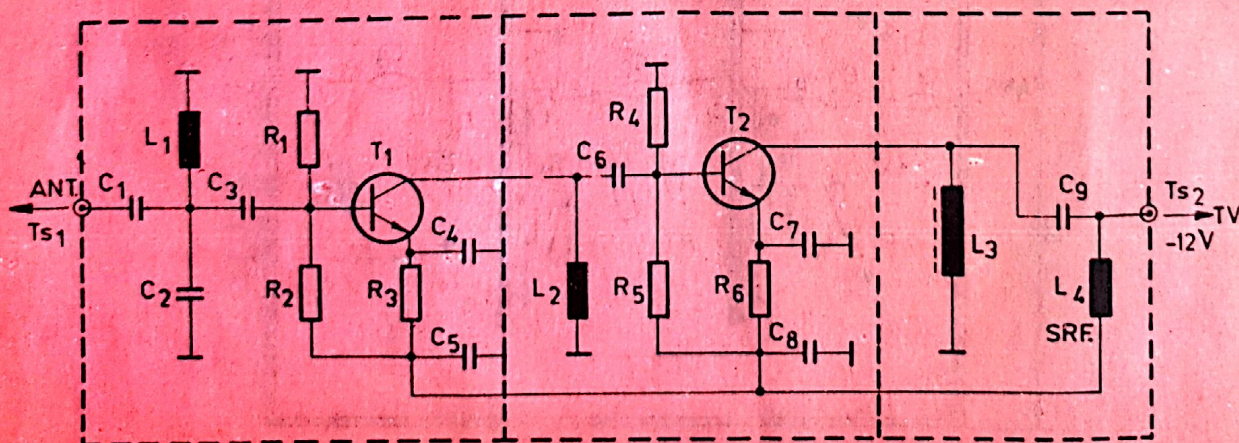 ANT.
Ts1
C1
L1
C2
C3
R1
R2
T1
R3
C4
C5
L2
C6
R4
R5
T2
R6
C7
C8
L3
C9
L4
SRF.
Ts2
TV
-12V